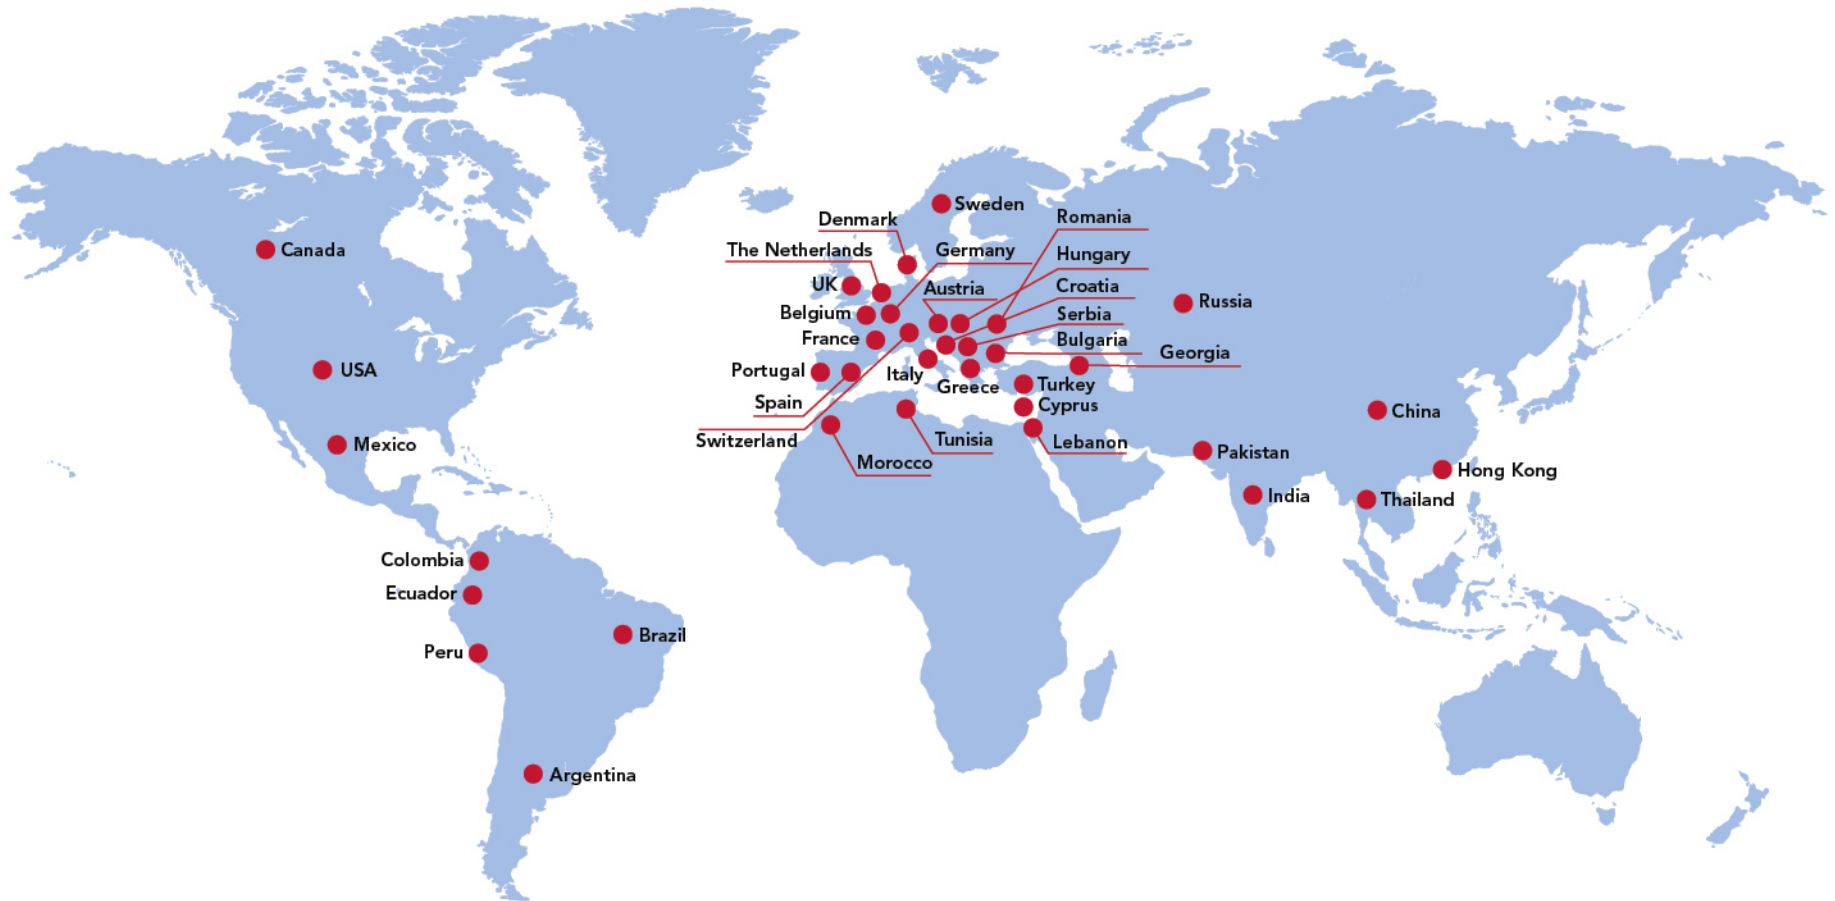 Sweden
Romania
Denmark
Canada
The Netherlands
Germany
Hungary
UK
Austria
Croatia
Russia
Belgium
Serbia
France
Bulgaria
Georgia
USA
Portugal
Italy
Greece
Turkey
Spain
Cyprus
China
Mexico
Switzerland
Tunisia
Lebanon
Pakistan
Morocco
Hong Kong
India
Thailand
Colombia
Ecuador
Brazil
Peru
Argentina